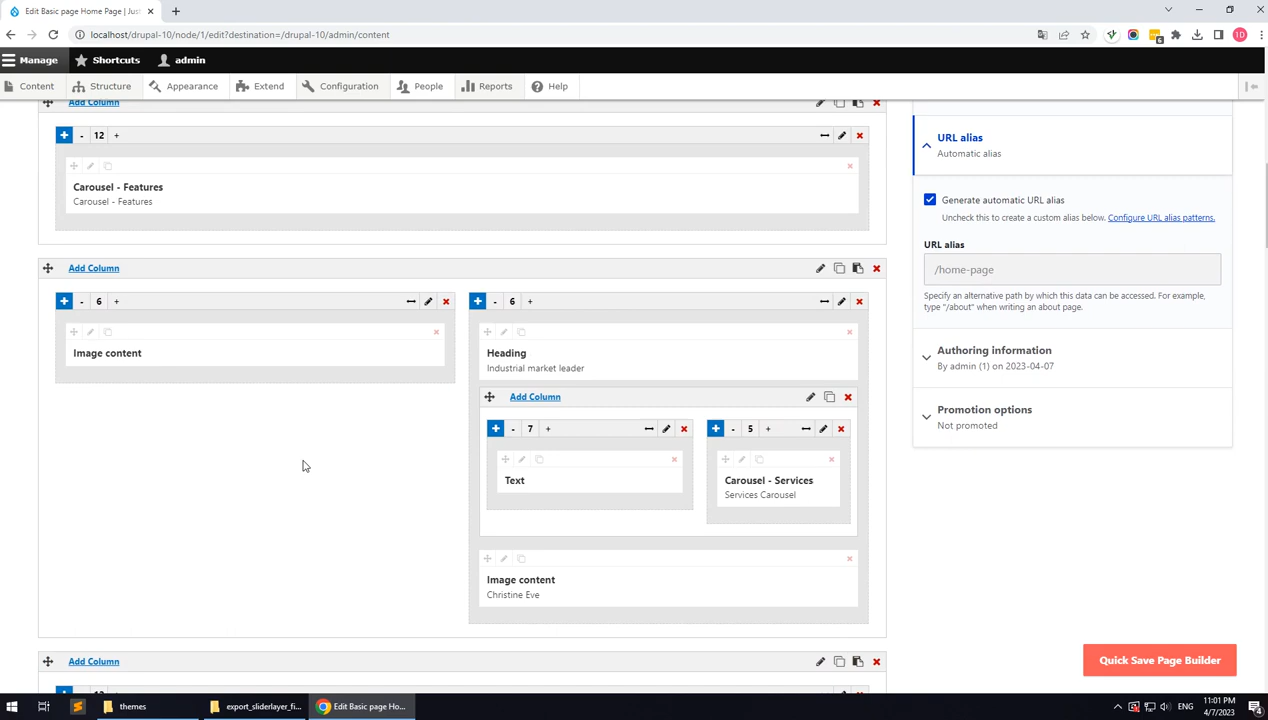 Edit Basic page Home Page | Just
localhost/drupal-10/node/1/edit?destination=/drupal-10/admin/content
6
1D
Manage
Shortcuts
admin
Content
Structure
Appearance
Extend
Configuration
People
Reports
Help
Add Column
- 12 +
Carousel - Features
Carousel - Features
Add Column
- 6 +
Image content
- 6 +
Heading
Industrial market leader
Add Column
- 7 +
Text
- 5 +
Carousel - Services
Services Carousel
Image content
Christine Eve
Add Column
- 12 +
URL alias
Automatic alias
Generate automatic URL alias
Uncheck this to create a custom alias below. Configure URL alias patterns.
URL alias
/home-page
Specify an alternative path by which this data can be accessed. For example,
type "/about" when writing an about page.
Authoring information
By admin (1) on 2023-04-07
Promotion options
Not promoted
Quick Save Page Builder
themes
export_sliderlayer_fi...
Edit Basic page Ho...
ENG
11:01 PM
4/7/2023
4